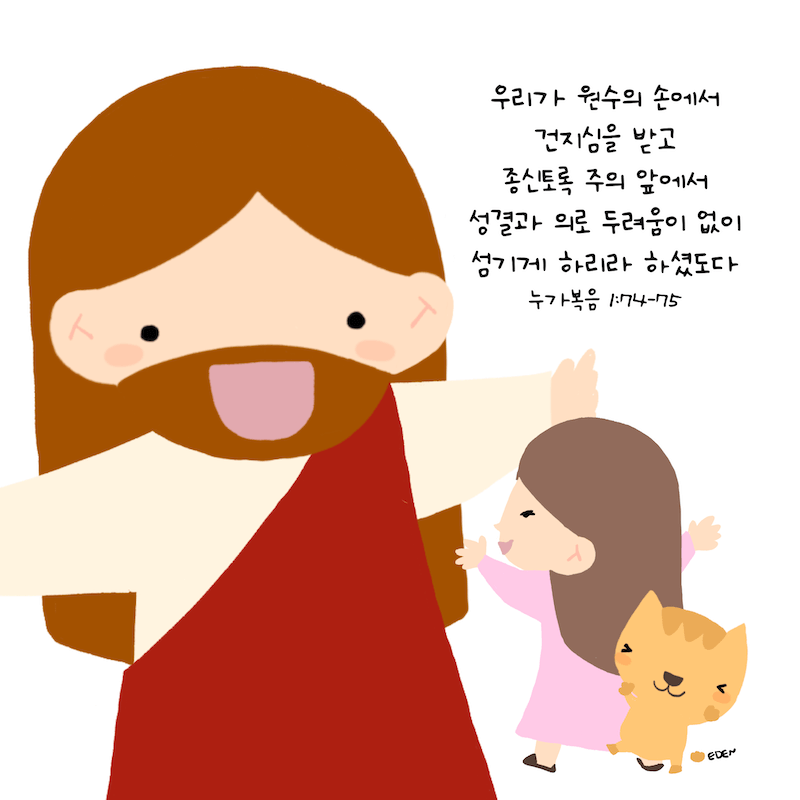 우리가 원수의 손에서
건지심을 받고
종신토록 주의 앞에서
성결과 의로 두려움이 없이
섬기게 하리라 하셨도다
누가복음 1:74-75
EDEN